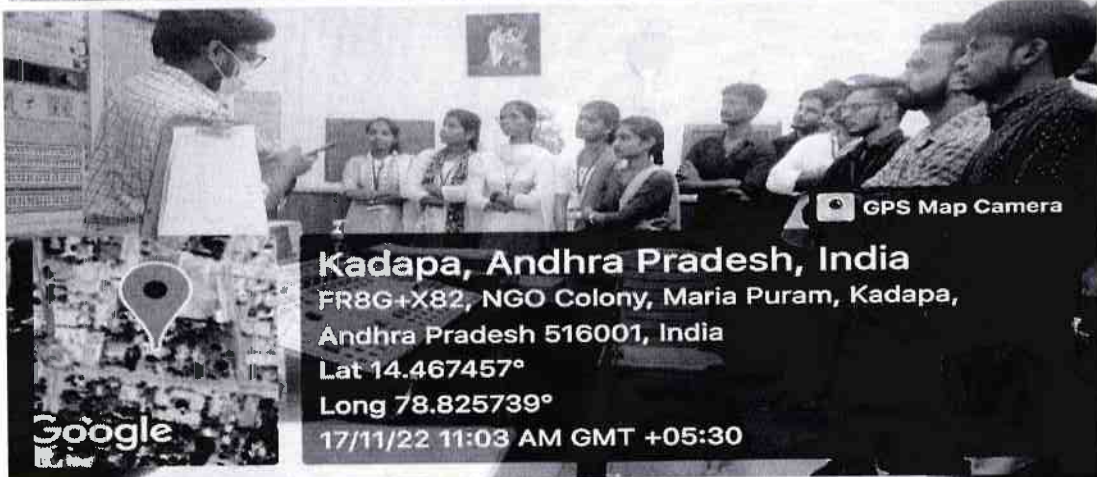 GPS Map Camera
Kadapa, Andhra Pradesh, India
FR8G+X82, NGO Colony, Maria Puram, Kadapa,
Andhra Pradesh 516001, India
Lat 14.467457°
Long 78.825739°
17/11/22 11:03 AM GMT +05:30
Google